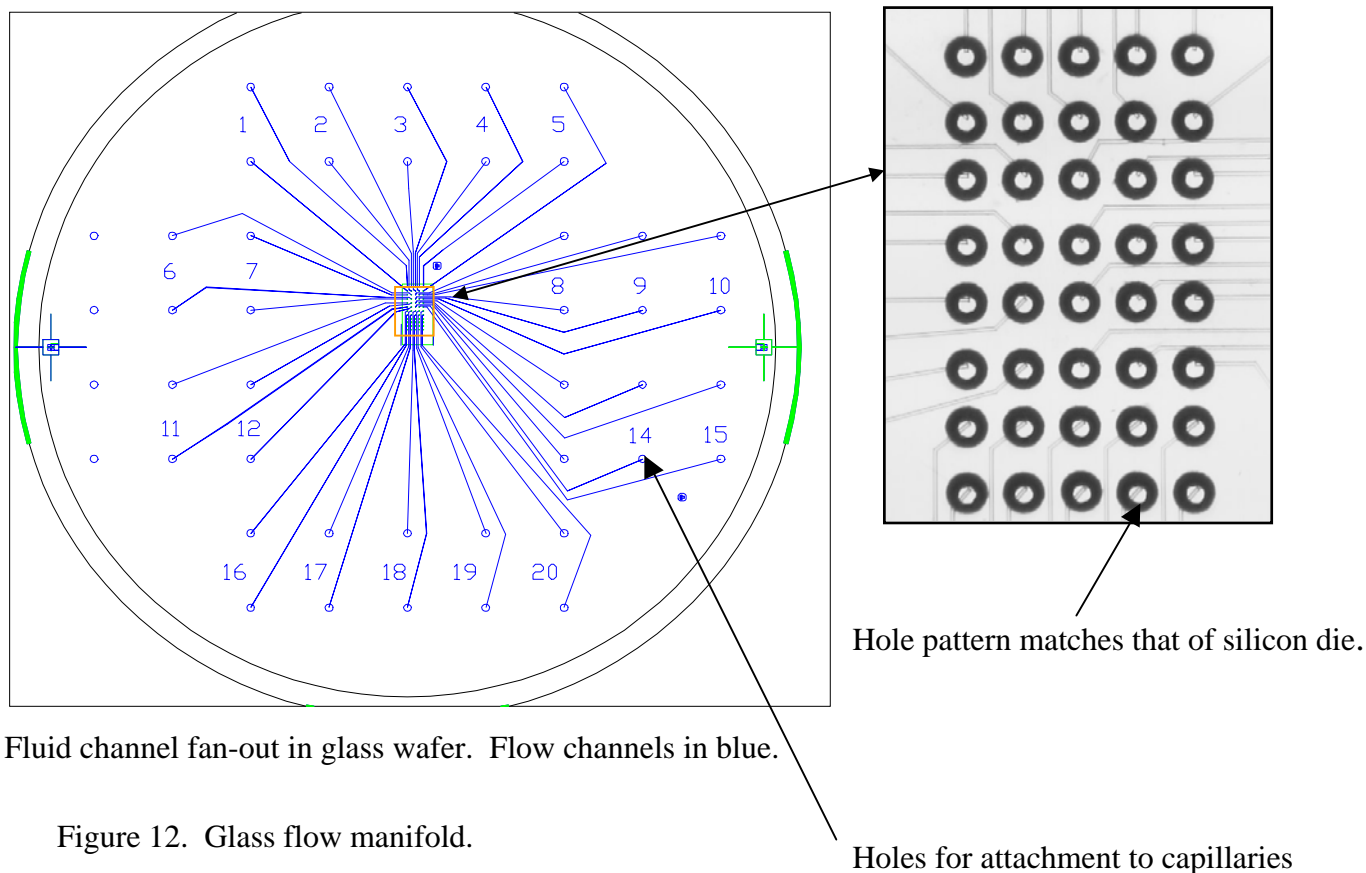 1 2 3 4 5
6 7 8 9 10
11 12 14 15
16 17 18 19 20
Hole pattern matches that of silicon die.
Fluid channel fan-out in glass wafer. Flow channels in blue.
Figure 12. Glass flow manifold.
Holes for attachment to capillaries